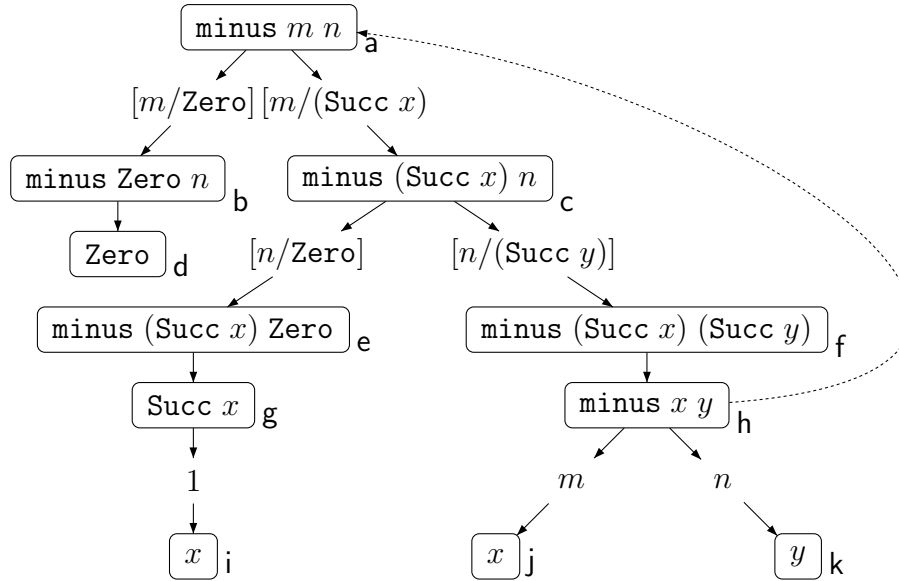 minus m n
a
[m/Zero] [m/(Succ x)
minus Zero n
b
minus (Succ x) n
c
Zero
d
[n/Zero]
[n/(Succ y)]
minus (Succ x) Zero
e
minus (Succ x) (Succ y)
f
Succ x
g
minus x y
h
1
m
n
x
i
x
j
y
k